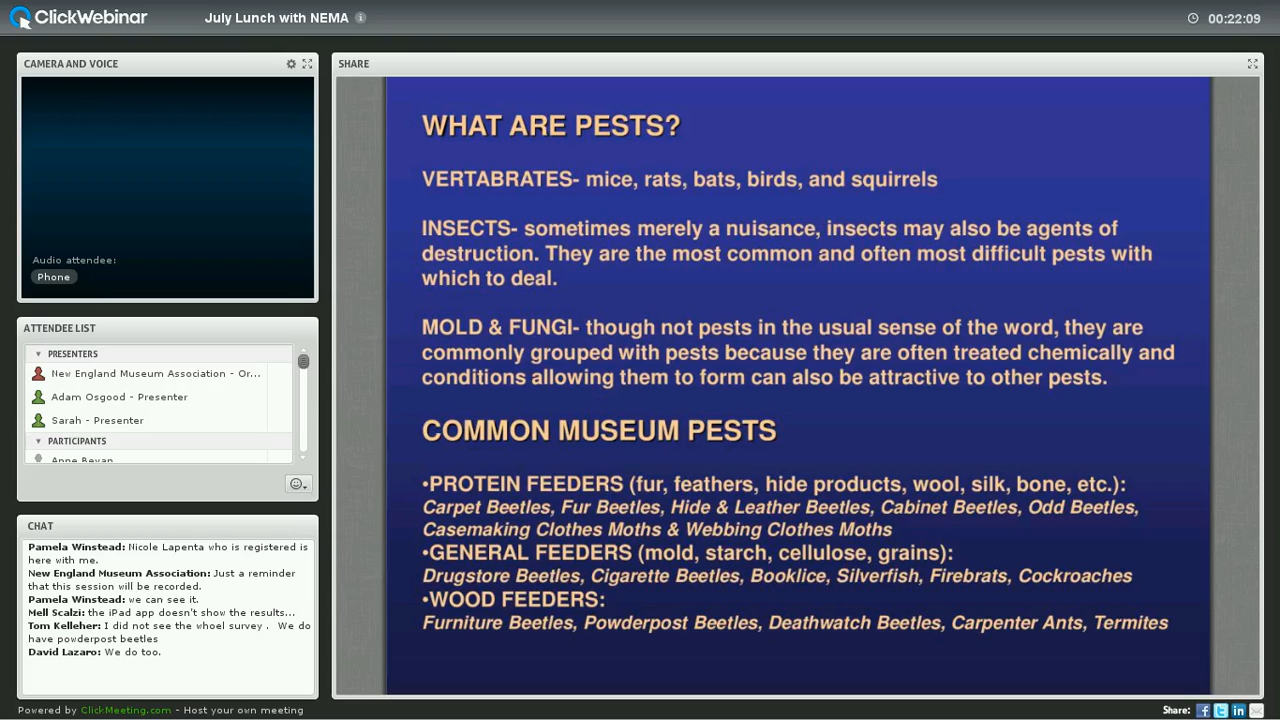 ClickWebinar
July Lunch with NEMA
00:22:09
CAMERA AND VOICE
Audio attendee:
Phone
ATTENDEE LIST
PRESENTERS
New England Museum Association - Or...
Adam Osgood - Presenter
Sarah - Presenter
PARTICIPANTS
Anne Bevan
CHAT
Pamela Winstead: Nicole Lapenta who is registered is
here with me.
New England Museum Association: Just a reminder
that this session will be recorded.
Pamela Winstead: we can see it.
Mell Scalzi: the iPad app doesn't show the results...
Tom Kelleher: I did not see the whoel survey . We do
have powderpost beetles
David Lazaro: We do too.
SHARE
WHAT ARE PESTS?
VERTABRATES- mice, rats, bats, birds, and squirrels
INSECTS- sometimes merely a nuisance, insects may also be agents of
destruction. They are the most common and often most difficult pests with
which to deal.
MOLD & FUNGI- though not pests in the usual sense of the word, they are
commonly grouped with pests because they are often treated chemically and
conditions allowing them to form can also be attractive to other pests.
COMMON MUSEUM PESTS
•PROTEIN FEEDERS (fur, feathers, hide products, wool, silk, bone, etc.):
Carpet Beetles, Fur Beetles, Hide & Leather Beetles, Cabinet Beetles, Odd Beetles,
Casemaking Clothes Moths & Webbing Clothes Moths
•GENERAL FEEDERS (mold, starch, cellulose, grains):
Drugstore Beetles, Cigarette Beetles, Booklice, Silverfish, Firebrats, Cockroaches
•WOOD FEEDERS:
Furniture Beetles, Powderpost Beetles, Deathwatch Beetles, Carpenter Ants, Termites
Powered by ClickMeeting.com - Host your own meeting
Share: